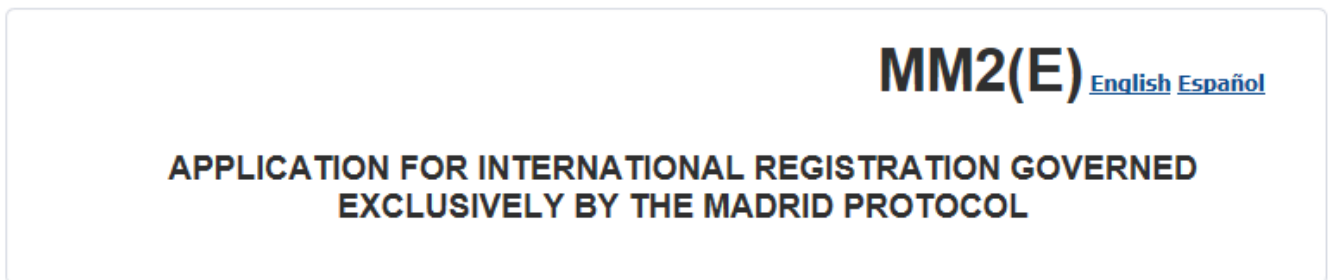 MM2(E) English Español
APPLICATION FOR INTERNATIONAL REGISTRATION GOVERNED
EXCLUSIVELY BY THE MADRID PROTOCOL